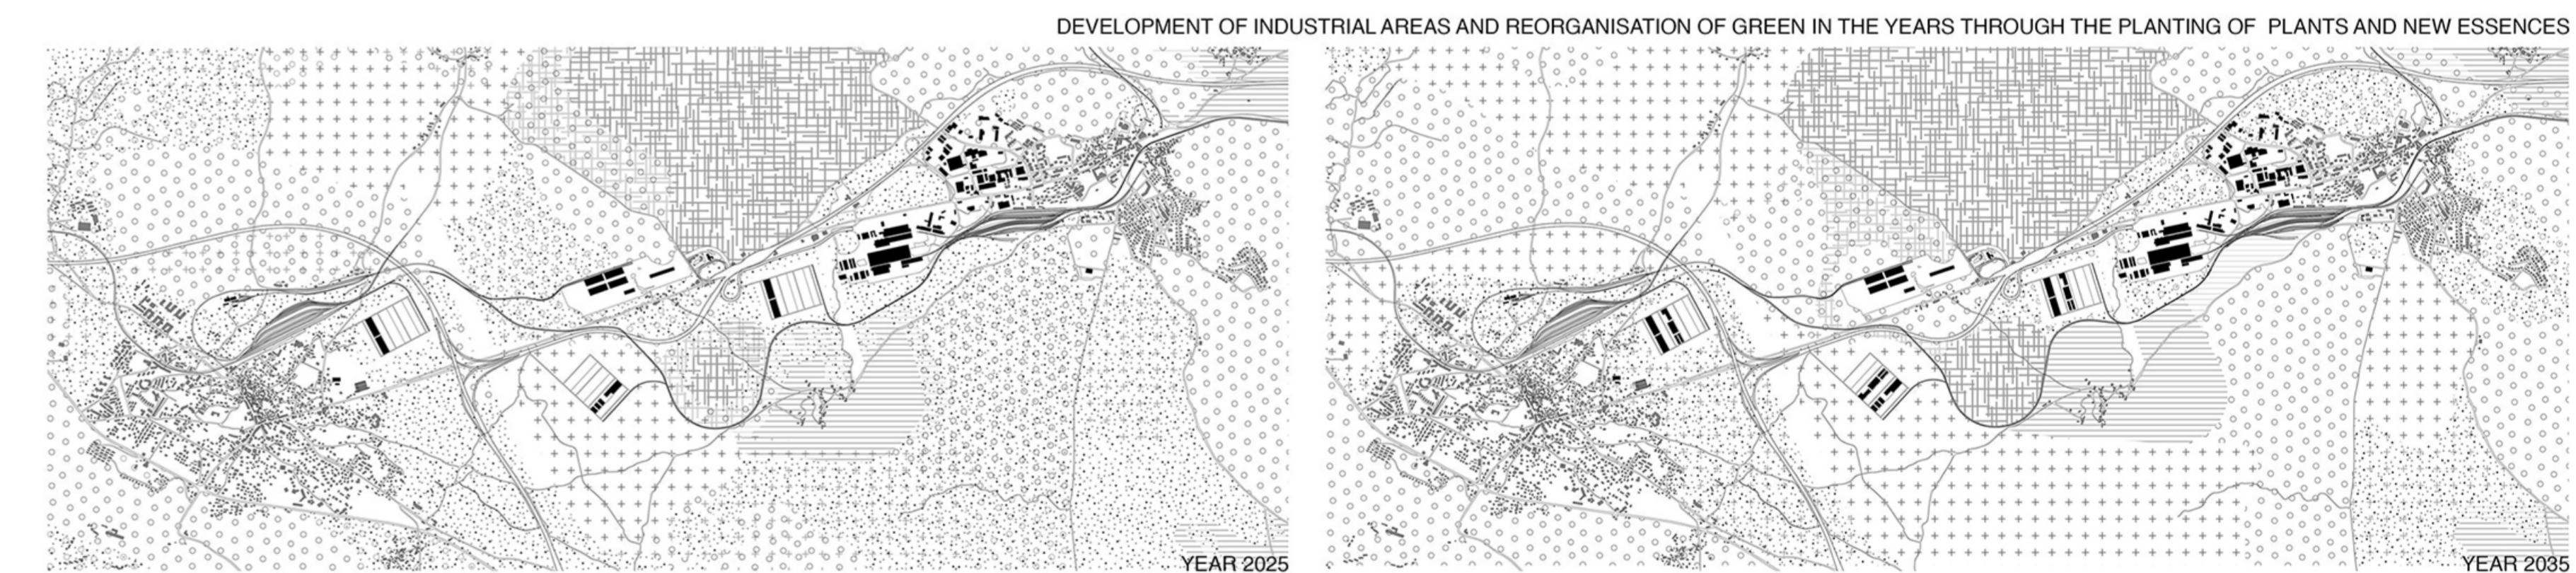 DEVELOPMENT OF INDUSTRIAL AREAS AND REORGANISATION OF GREEN IN THE YEARS THROUGH THE PLANTING OF PLANTS AND NEW ESSENCES
YEAR 2025
YEAR 2035